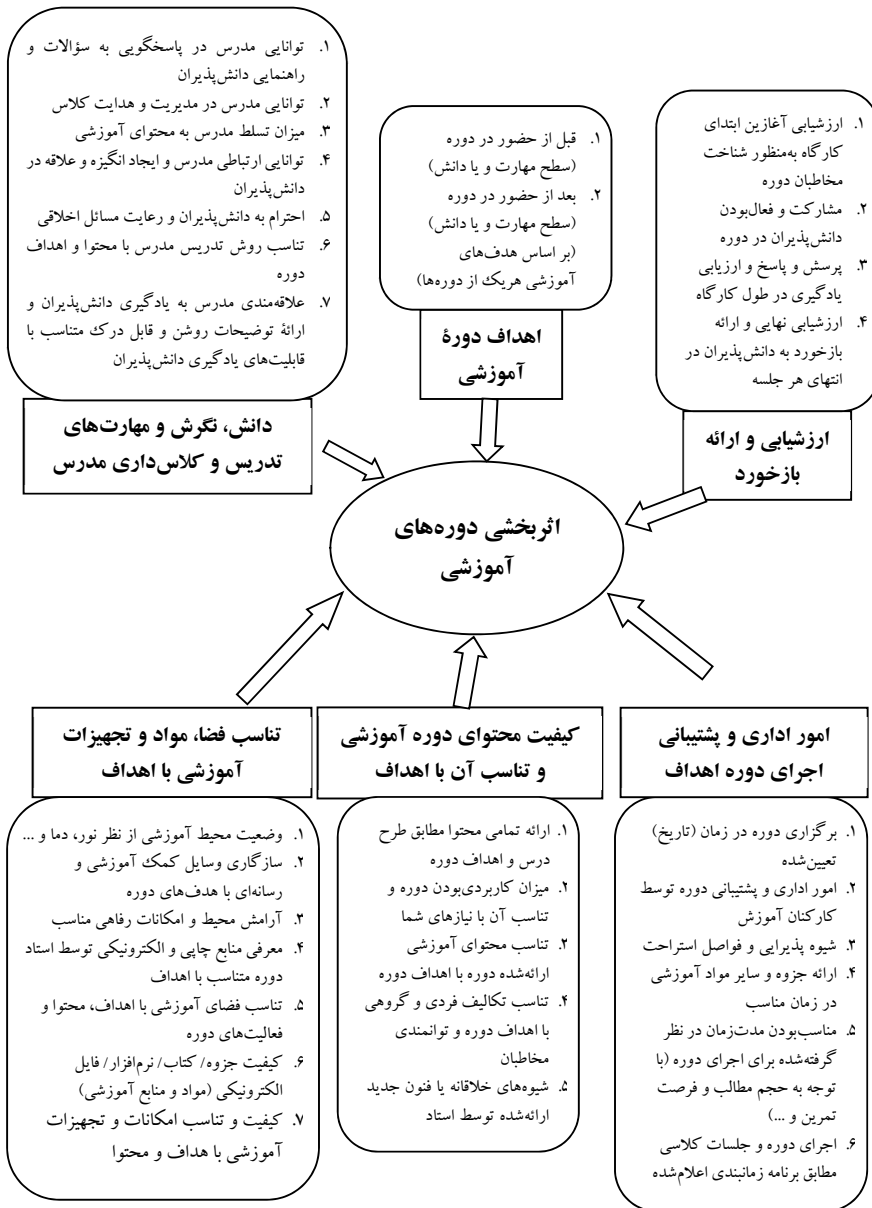 ۱. ارزشیابی آغازین ابتدای
کارگاه به‌منظور شناخت
مخاطبان دوره
۲. مشارکت و فعال‌بودن
دانش‌پذیران در دوره
۳. پرسش و پاسخ و ارزیابی
یادگیری در طول کارگاه
۴. ارزشیابی نهایی و ارائه
بازخورد به دانش‌پذیران در
انتهای هر جلسه
ارزشیابی و ارائه
بازخورد
۱. قبل از حضور در دوره
(سطح مهارت و یا دانش)
۲. بعد از حضور در دوره
(سطح مهارت و یا دانش)
(بر اساس هدف‌های
آموزشی هریک از دوره‌ها)
اهداف دورۀ
آموزشی
۱. توانایی مدرس در پاسخگویی به سؤالات و
راهنمایی دانش‌پذیران
۲. توانایی مدرس در مدیریت و هدایت کلاس
۳. میزان تسلط مدرس به محتوای آموزشی
۴. توانایی ارتباطی مدرس و ایجاد انگیزه و علاقه در
دانش‌پذیران
۵. احترام به دانش‌پذیران و رعایت مسائل اخلاقی
۶. تناسب روش تدریس مدرس با محتوا و اهداف
دوره
۷. علاقه‌مندی مدرس به یادگیری دانش‌پذیران و
ارائۀ توضیحات روشن و قابل درک متناسب با
قابلیت‌های یادگیری دانش‌پذیران
دانش، نگرش و مهارت‌های
تدریس و کلاس‌داری مدرس
اثربخشی دوره‌های
آموزشی
امور اداری و پشتیبانی
اجرای دوره اهداف
۱. برگزاری دوره در زمان (تاریخ)
تعیین‌شده
۲. امور اداری و پشتیبانی دوره توسط
کارکنان آموزش
۳. شیوه پذیرایی و فواصل استراحت
۴. ارائه جزوه و سایر مواد آموزشی
در زمان مناسب
۵. مناسب‌بودن مدت‌زمان در نظر
گرفته‌شده برای اجرای دوره (با
توجه به حجم مطالب و فرصت
تمرین و ...)
۶. اجرای دوره و جلسات کلاسی
مطابق برنامه زمانبندی اعلام‌شده
کیفیت محتوای دوره آموزشی
و تناسب آن با اهداف
۱. ارائه تمامی محتوا مطابق طرح
درس و اهداف دوره
۲. میزان کاربردی‌بودن دوره و
تناسب آن با نیازهای شما
۳. تناسب محتوای آموزشی
ارائه‌شده دوره با اهداف دوره
۴. تناسب تکالیف فردی و گروهی
با اهداف دوره و توانمندی
مخاطبان
۵. شیوه‌های خلاقانه یا فنون جدید
ارائه‌شده توسط استاد
تناسب فضا، مواد و تجهیزات
آموزشی با اهداف
۱. وضعیت محیط آموزشی از نظر نور، دما و ...
۲. سازگاری وسایل کمک آموزشی و
رسانه‌ای با هدف‌های دوره
۳. آرامش محیط و امکانات رفاهی مناسب
۴. معرفی منابع چاپی و الکترونیکی توسط استاد
دوره متناسب با اهداف
۵. تناسب فضای آموزشی با اهداف، محتوا و
فعالیت‌های دوره
۶. کیفیت جزوه/ کتاب/ نرم‌افزار/ فایل
الکترونیکی (مواد و منابع آموزشی)
۷. کیفیت و تناسب امکانات و تجهیزات
آموزشی با هداف و محتوا